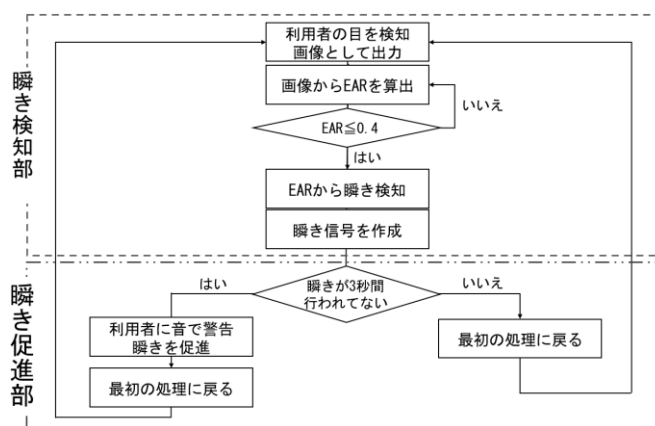 瞬き検知部
利用者の目を検知
画像として出力
画像からEARを算出
いいえ
EAR≦0.4
はい
EARから瞬き検知
瞬き信号を作成
瞬き促進部
瞬きが3秒間
行われてない
はい
いいえ
利用者に音で警告
瞬きを促進
最初の処理に戻る
最初の処理に戻る